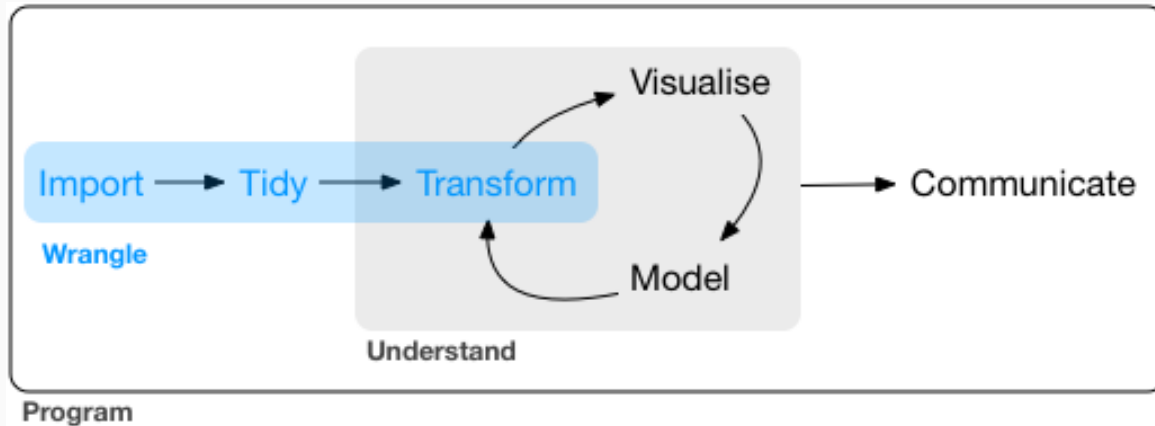 Visualise
Import Tidy Transform Communicate
Wrangle
Model
Understand
Program